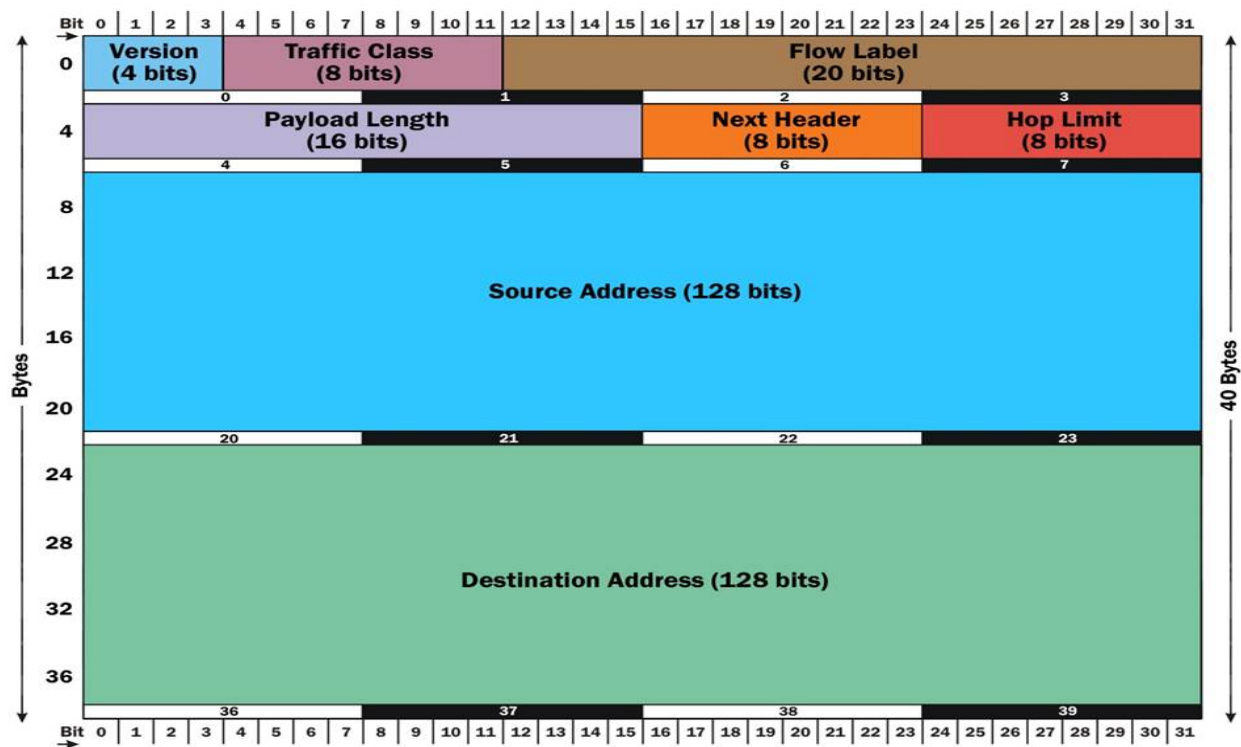 Bit 0 1 2 3 4 5 6 7 8 9 10 11 12 13 14 15 16 17 18 19 20 21 22 23 24 25 26 27 28 29 30 31
0
Version
(4 bits)
Traffic Class
(8 bits)
Flow Label
(20 bits)
0 1 2 3
4
Payload Length
(16 bits)
Next Header
(8 bits)
Hop Limit
(8 bits)
4 5 6 7
8
12
Source Address (128 bits)
16
20
20 21 22 23
24
28
Destination Address (128 bits)
32
36
36 37 38 39
Bit 0 1 2 3 4 5 6 7 8 9 10 11 12 13 14 15 16 17 18 19 20 21 22 23 24 25 26 27 28 29 30 31
Bytes
40 Bytes